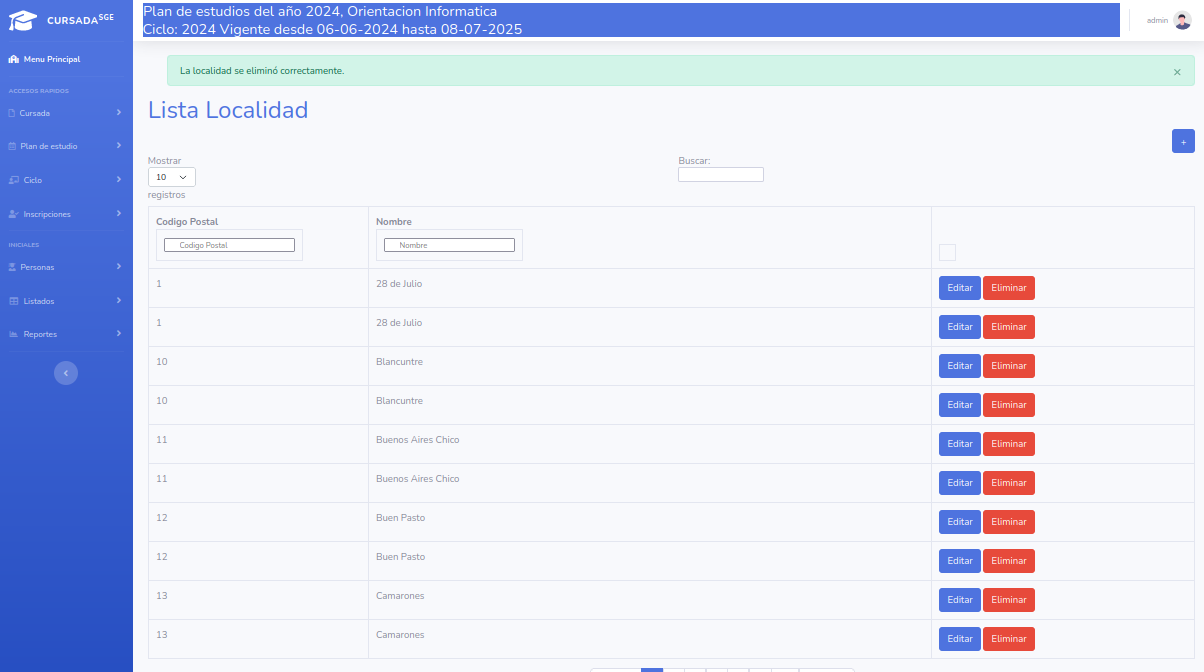 CURSADA SGE
Plan de estudios del año 2024, Orientacion Informatica
Ciclo: 2024 Vigente desde 06-06-2024 hasta 08-07-2025
admin
Menu Principal
ACCESOS RAPIDOS
Cursada
Plan de estudio
Ciclo
Inscripciones
INICIALES
Personas
Listados
Reportes
La localidad se eliminó correctamente.
×
Lista Localidad
+
Mostrar
10
registros
Buscar:
Codigo Postal Nombre
Codigo Postal Nombre
1 28 de Julio Editar Eliminar
1 28 de Julio Editar Eliminar
10 Blancuntre Editar Eliminar
10 Blancuntre Editar Eliminar
11 Buenos Aires Chico Editar Eliminar
11 Buenos Aires Chico Editar Eliminar
12 Buen Pasto Editar Eliminar
12 Buen Pasto Editar Eliminar
13 Camarones Editar Eliminar
13 Camarones Editar Eliminar